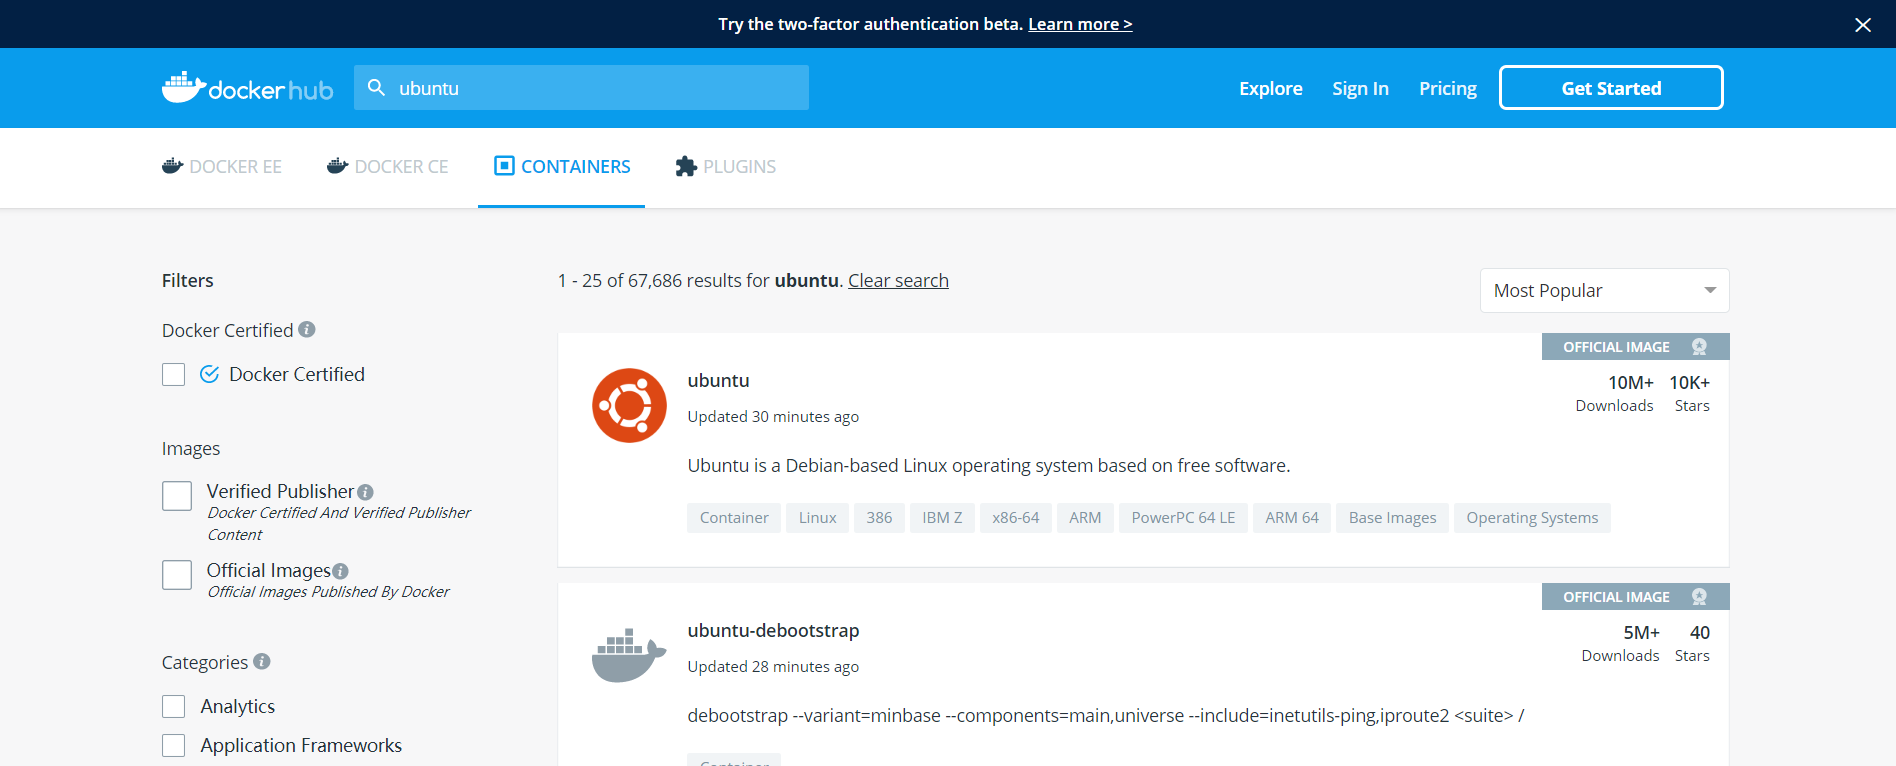 Try the two-factor authentication beta. Learn more >
docker hub
ubuntu
Explore
Sign In
Pricing
Get Started
DOCKER EE
DOCKER CE
CONTAINERS
PLUGINS
Filters
1 - 25 of 67,686 results for ubuntu. Clear search
Most Popular
Docker Certified
Docker Certified
Images
Verified Publisher
Docker Certified And Verified Publisher
Content
Official Images
Official Images Published By Docker
Categories
Analytics
Application Frameworks
OFFICIAL IMAGE
ubuntu
10M+ 10K+
Downloads Stars
Updated 30 minutes ago
Ubuntu is a Debian-based Linux operating system based on free software.
Container Linux 386 IBM Z x86-64 ARM PowerPC 64 LE ARM 64 Base Images Operating Systems
OFFICIAL IMAGE
ubuntu-debootstrap
5M+ 40
Downloads Stars
Updated 28 minutes ago
debootstrap --variant=minbase --components=main,universe --include=inetutils-ping,iproute2 <suite> /
Container